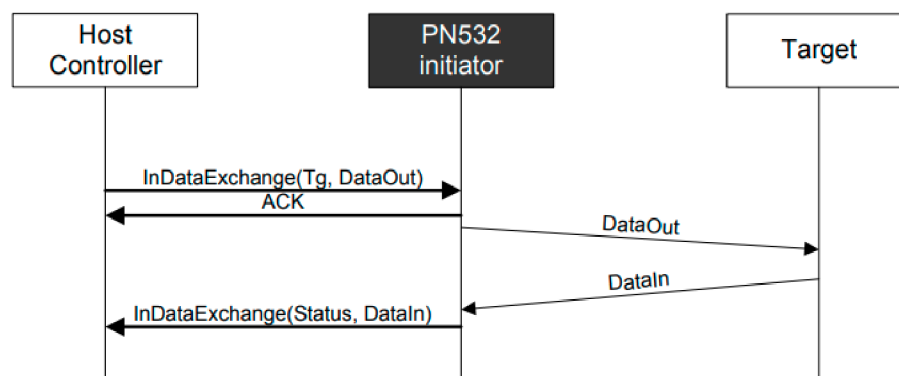 Host
Controller
PN532
initiator
Target
InDataExchange(Tg, DataOut)
ACK
DataOut
DataIn
InDataExchange(Status, DataIn)